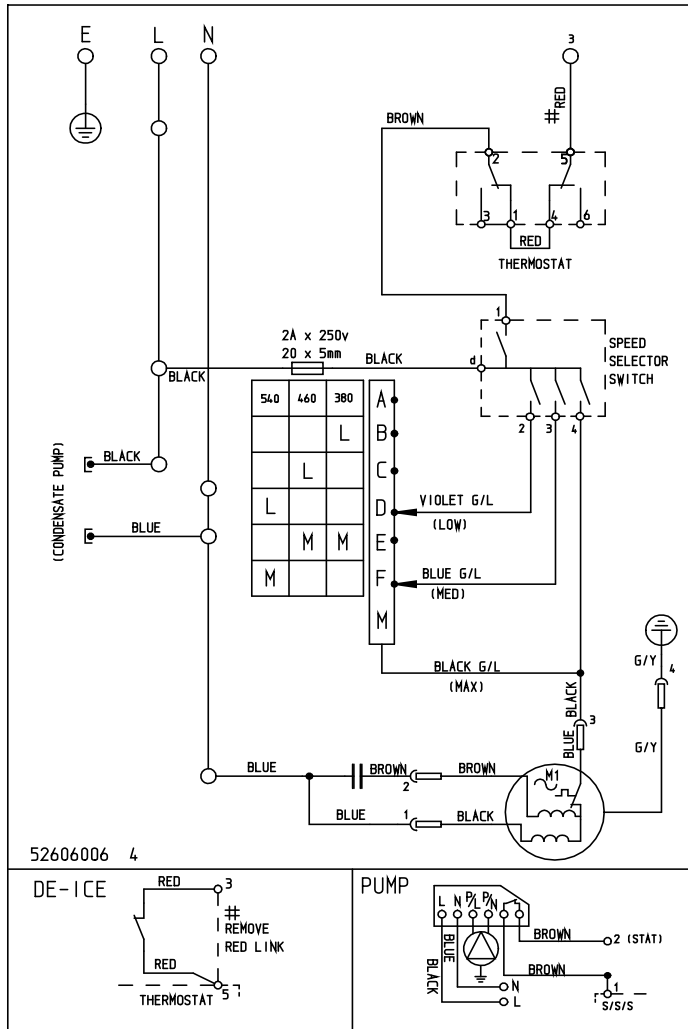 E L N
3
#RED
BROWN
2 5
3 1 4 6
RED
THERMOSTAT
1
2A x 250v
20 x 5mm
BLACK
BLACK
d
SPEED
SELECTOR
SWITCH
2 3 4
540 460 380
A
L B
L C
L D
M M E
M F
M
(CONDENSATE PUMP)
BLACK
BLUE
VIOLET G/L
(LOW)
BLUE G/L
(MED)
BLACK G/L
(MAX)
BLACK
3
BLUE
G/Y 4
G/Y
BLUE
BROWN
2
BROWN
M1
BLUE
1
BLACK
52606006 4
DE-ICE
RED
3
#
REMOVE
RED LINK
RED
5
THERMOSTAT
PUMP
L N P/L P/N
BLUE
BLACK
BROWN
2 (STAT)
BROWN
1
N
L
S/S/S